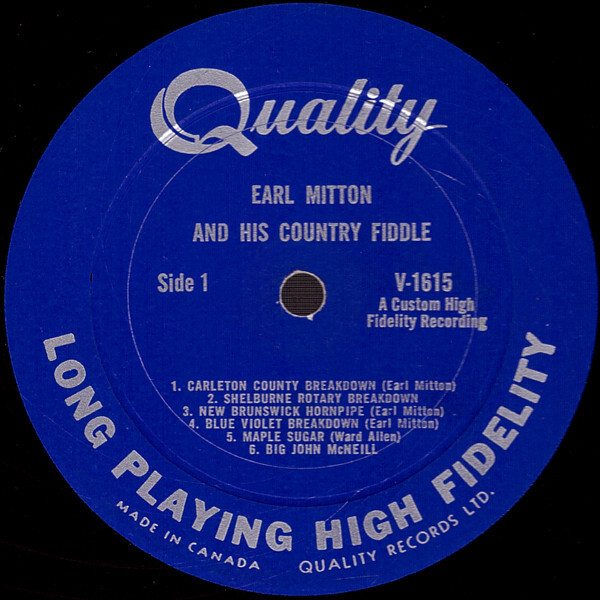 Quality
EARL MITTON
AND HIS COUNTRY FIDDLE
Side 1
V-1615
A Custom High
Fidelity Recording
1. CARLETON COUNTY BREAKDOWN (Earl Mitton)
2. SHELBURNE ROTARY BREAKDOWN
3. NEW BRUNSWICK HORNPIPE (Earl Mitton)
4. BLUE VIOLET BREAKDOWN (Earl Mitton)
5. MAPLE SUGAR (Ward Allen)
6. BIG JOHN McNEILL
LONG PLAYING HIGH FIDELITY
MADE IN CANADA
QUALITY RECORDS LTD.